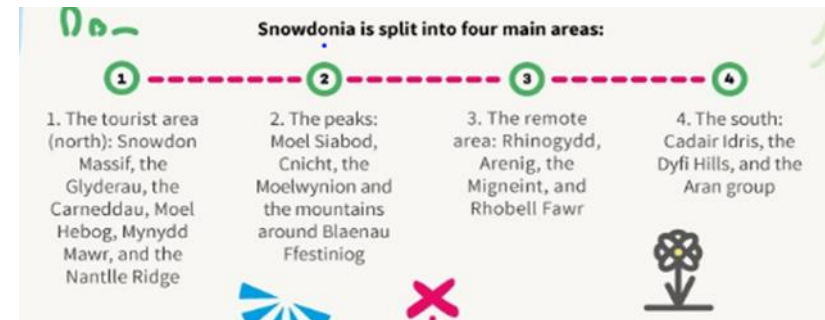 Snowdonia is split into four main areas:
1
2
3
4
1. The tourist area
(north): Snowdon
Massif, the
Glyderau, the
Carneddau, Moel
Hebog, Mynydd
Mawr, and the
Nantlle Ridge
2. The peaks:
Moel Siabod,
Cnicht, the
Moelwynion and
the mountains
around Blaenau
Ffestiniog
3. The remote
area: Rhinogydd,
Arenig, the
Migneint, and
Rhobell Fawr
4. The south:
Cadair Idris, the
Dyfi Hills, and the
Aran group